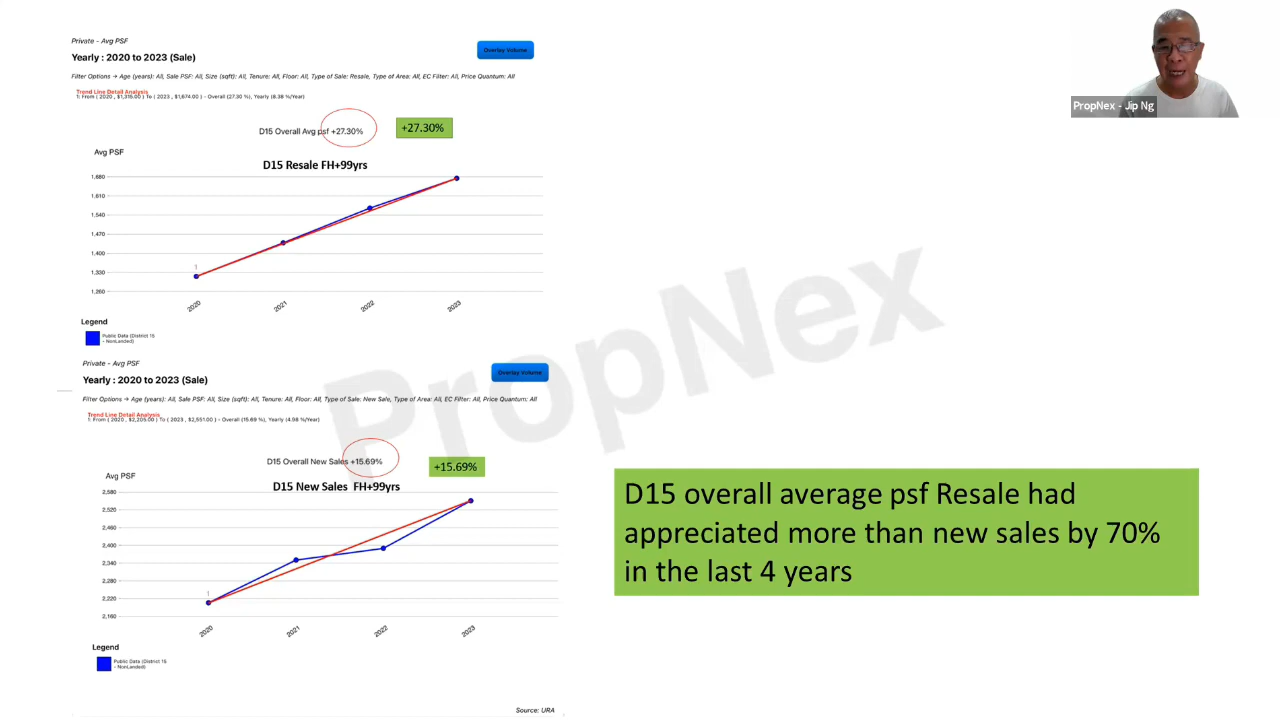 Private - Avg PSF
Yearly : 2020 to 2023 (Sale)
Overlay Volume
Filter Options → Age (years): All, Sale PSF: All, Size (sqft): All, Tenure: All, Floor: All, Type of Sale: Resale, Type of Area: All, EC Filter: All, Price Quantum: All
Trend Line Detail Analysis
1: From ( 2020 , $1,315.00 ) To ( 2023 , $1,674.00 ) - Overall (27.30 %), Yearly (8.38 %/Year)
D15 Overall Avg psf +27.30%
+27.30%
Avg PSF
D15 Resale FH+99yrs
1,680
1,610
1,540
1,470
1,400
1,330
1,260
1
2020
2021
2022
2023
Legend
Public Data (District 15
- NonLanded)
Private - Avg PSF
Yearly : 2020 to 2023 (Sale)
Overlay Volume
Filter Options → Age (years): All, Sale PSF: All, Size (sqft): All, Tenure: All, Floor: All, Type of Sale: New Sale, Type of Area: All, EC Filter: All, Price Quantum: All
Trend Line Detail Analysis
1: From ( 2020 , $2,205.00 ) To ( 2023 , $2,551.00 ) - Overall (15.69 %), Yearly (4.98 %/Year)
D15 Overall New Sales +15.69%
+15.69%
Avg PSF
D15 New Sales FH+99yrs
2,580
2,520
2,460
2,400
2,340
2,280
2,220
2,160
1
2020
2021
2022
2023
Legend
Public Data (District 15
- NonLanded)
Source: URA
PropNex
PropNex - Jip Ng
D15 overall average psf Resale had
appreciated more than new sales by 70%
in the last 4 years